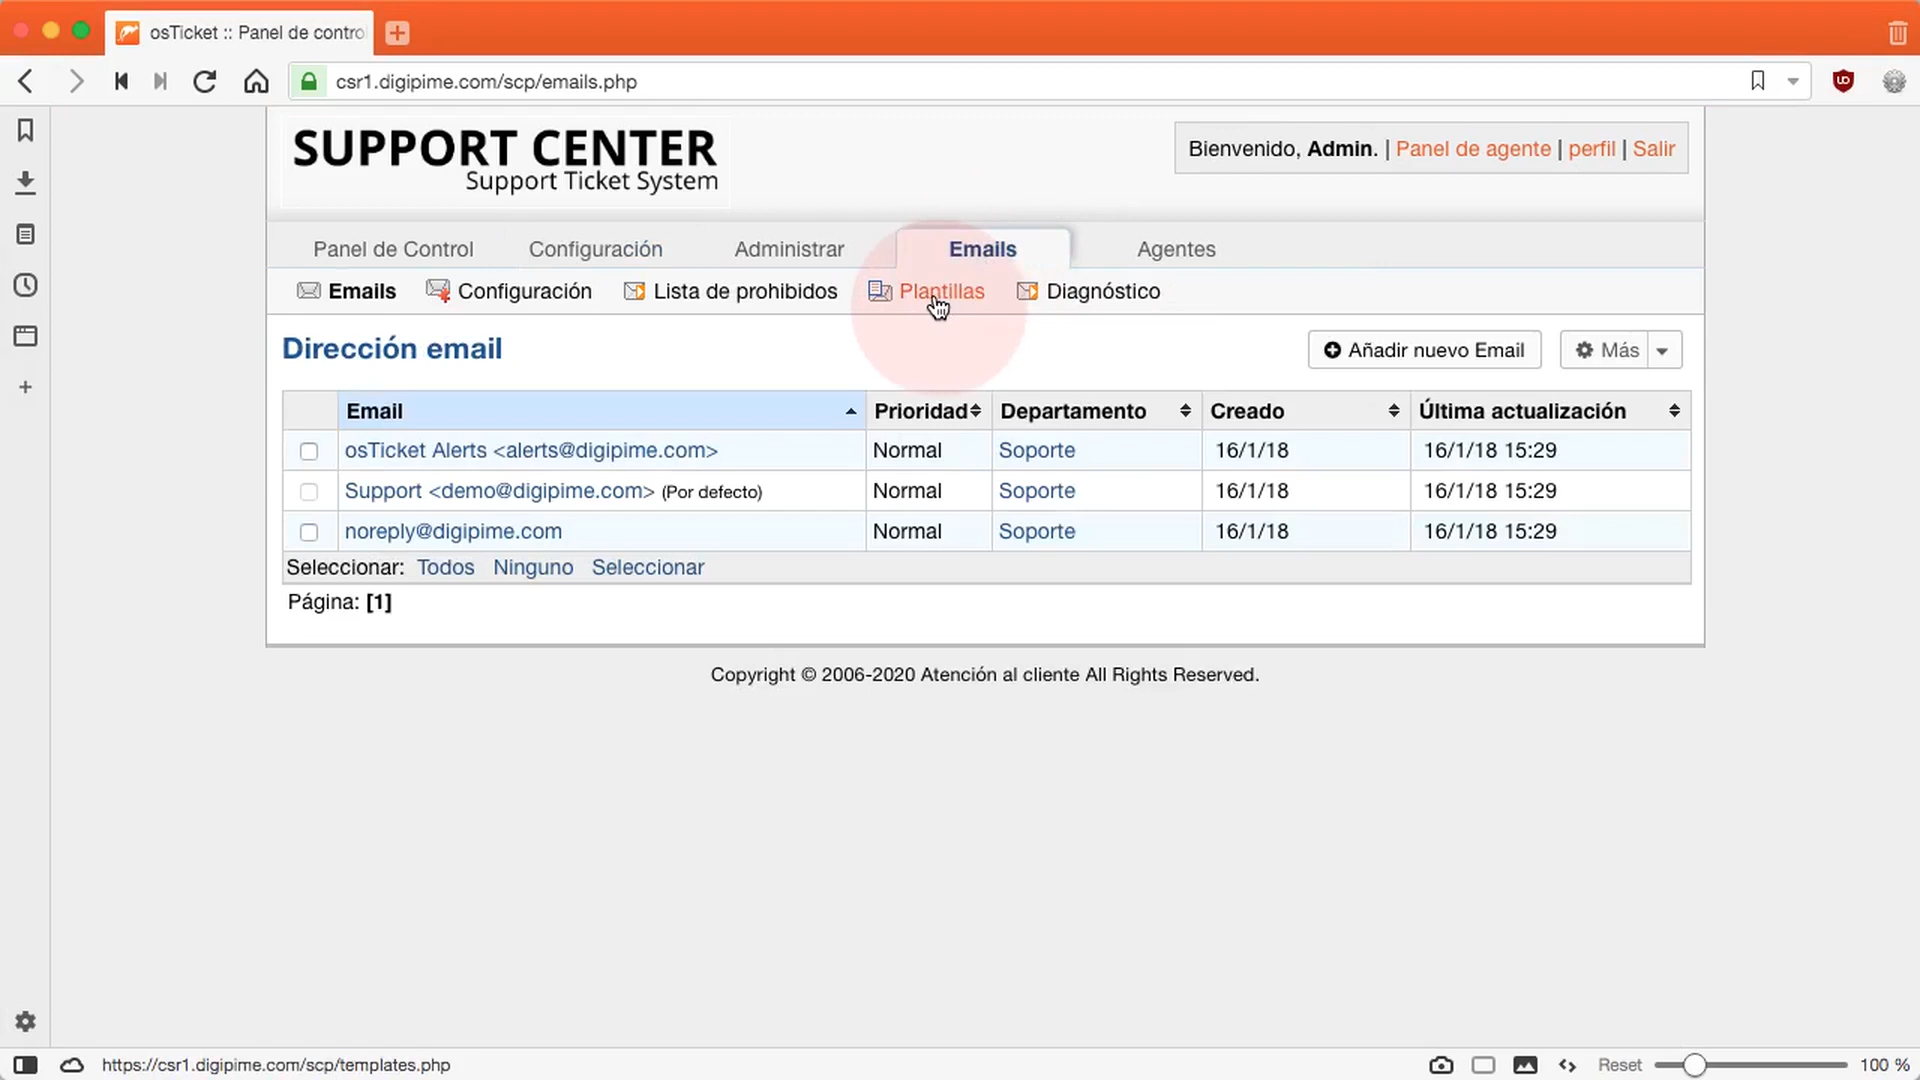 osTicket :: Panel de contro
csr1.digipime.com/scp/emails.php
SUPPORT CENTER
Support Ticket System
Bienvenido, Admin. | Panel de agente | perfil | Salir
Panel de Control Configuración Administrar Emails Agentes
Emails Configuración Lista de prohibidos Plantillas Diagnóstico
Dirección email
Añadir nuevo Email Más
Email Prioridad Departamento Creado Última actualización
osTicket Alerts <alerts@digipime.com> Normal Soporte 16/1/18 16/1/18 15:29
Support <demo@digipime.com> (Por defecto) Normal Soporte 16/1/18 16/1/18 15:29
noreply@digipime.com Normal Soporte 16/1/18 16/1/18 15:29
Seleccionar: Todos Ninguno Seleccionar
Página: [1]
Copyright © 2006-2020 Atención al cliente All Rights Reserved.
https://csr1.digipime.com/scp/templates.php Reset 100 %